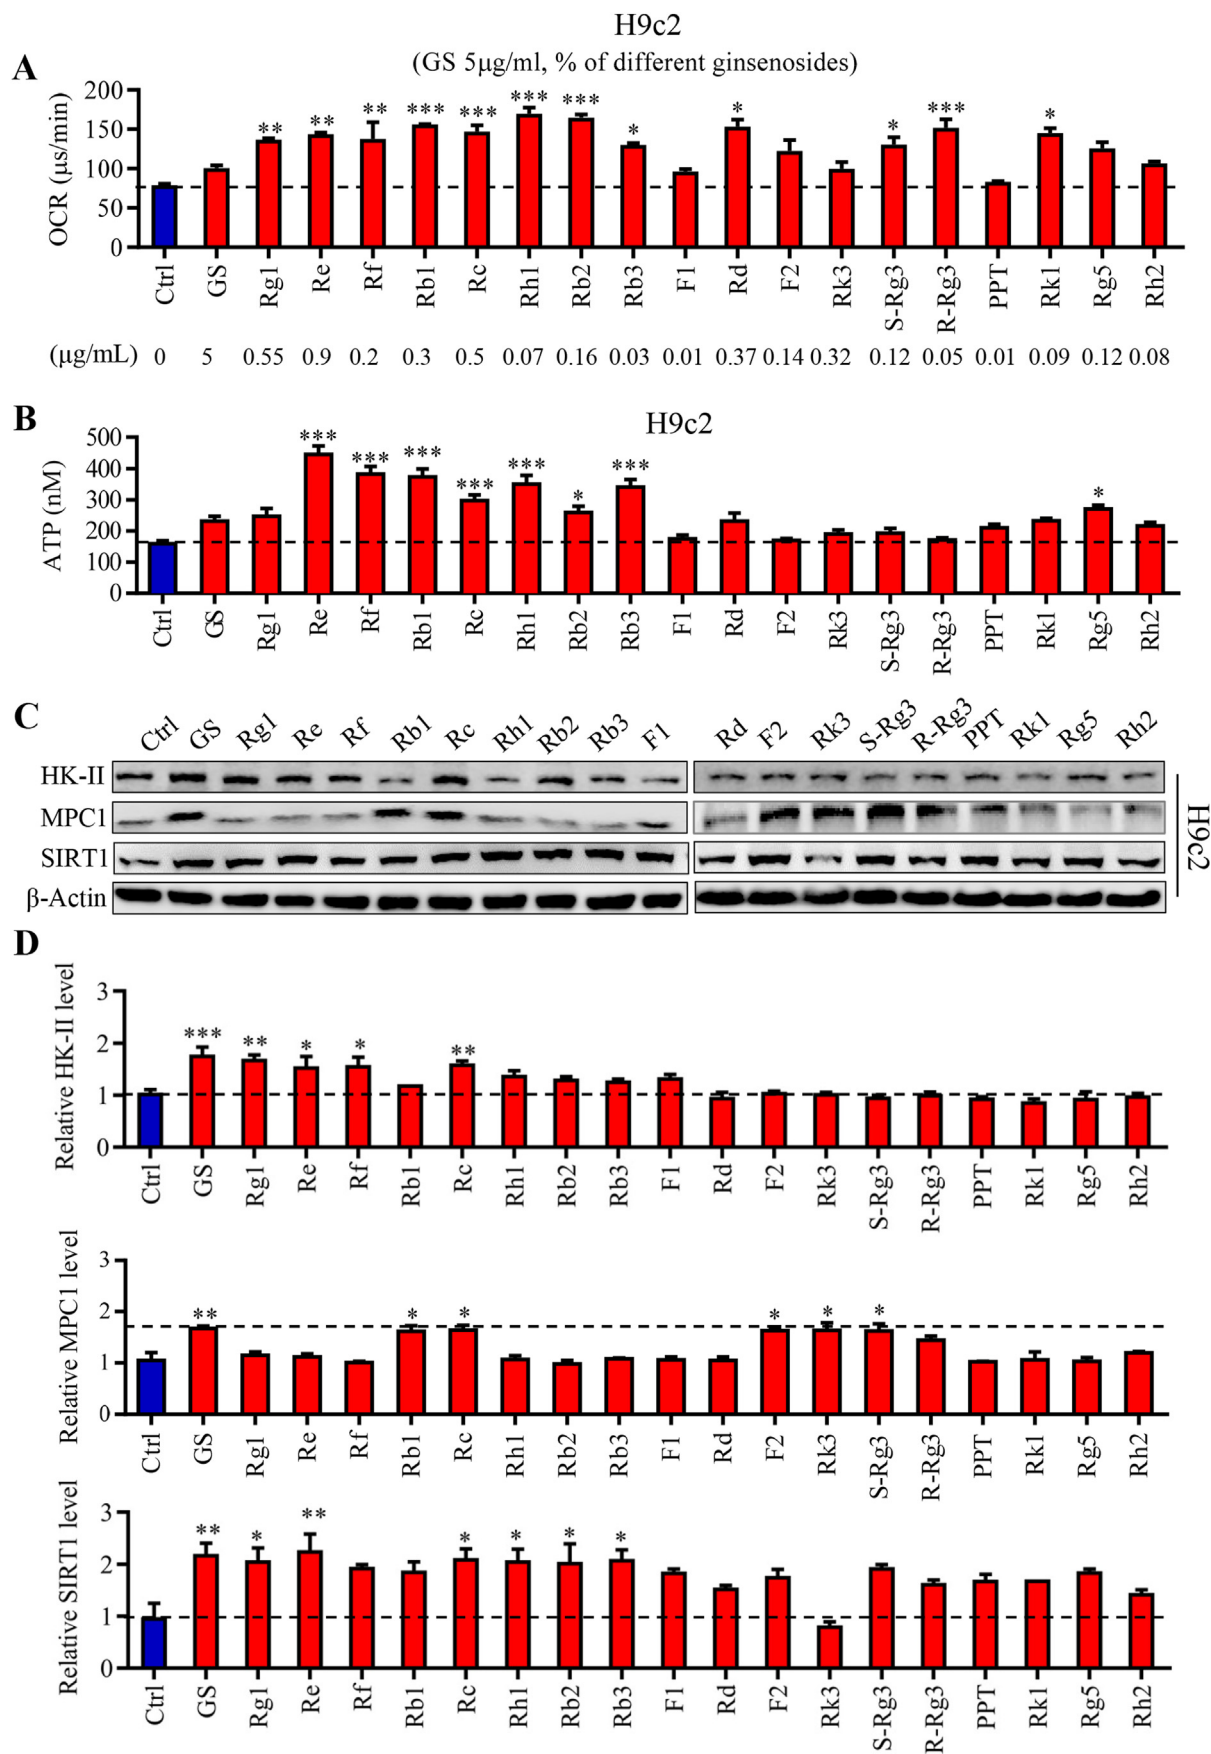 H9c2
(GS 5μg/ml, % of different ginsenosides)
A
OCR (μs/min)
200
150
100
50
0
** ** ** *** *** *** *** * * * *** *
Ctrl GS Rg1 Re Rf Rb1 Rc Rh1 Rb2 Rb3 F1 Rd F2 Rk3 S-Rg3 R-Rg3 PPT Rk1 Rg5 Rh2
(μg/mL) 0 5 0.55 0.9 0.2 0.3 0.5 0.07 0.16 0.03 0.01 0.37 0.14 0.32 0.12 0.05 0.01 0.09 0.12 0.08
B
H9c2
ATP (nM)
500
400
300
200
100
0
*** *** *** *** *** * *** *
Ctrl GS Rg1 Re Rf Rb1 Rc Rh1 Rb2 Rb3 F1 Rd F2 Rk3 S-Rg3 R-Rg3 PPT Rk1 Rg5 Rh2
C
Ctrl GS Rg1 Re Rf Rb1 Rc Rh1 Rb2 Rb3 F1 Rd F2 Rk3 S-Rg3 R-Rg3 PPT Rk1 Rg5 Rh2
HK-II
MPC1
SIRT1
β-Actin
H9c2
D
Relative HK-II level
3
2
1
0
*** ** * * **
Ctrl GS Rg1 Re Rf Rb1 Rc Rh1 Rb2 Rb3 F1 Rd F2 Rk3 S-Rg3 R-Rg3 PPT Rk1 Rg5 Rh2
Relative MPC1 level
3
2
1
0
** * * * * *
Ctrl GS Rg1 Re Rf Rb1 Rc Rh1 Rb2 Rb3 F1 Rd F2 Rk3 S-Rg3 R-Rg3 PPT Rk1 Rg5 Rh2
Relative SIRT1 level
3
2
1
0
** * ** * * * *
Ctrl GS Rg1 Re Rf Rb1 Rc Rh1 Rb2 Rb3 F1 Rd F2 Rk3 S-Rg3 R-Rg3 PPT Rk1 Rg5 Rh2